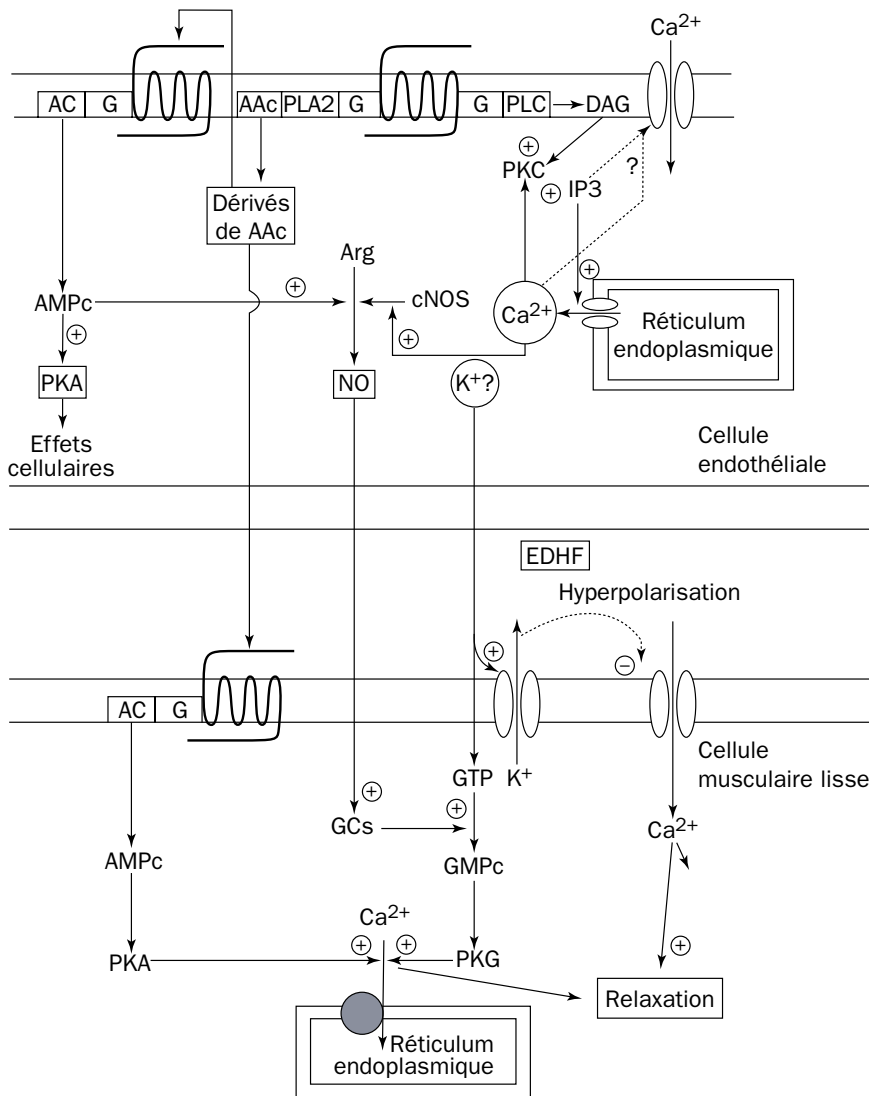 Ca2+
AC G
AAc PLA2 G
G PLC
DAG
+
PKC
+
IP3
?
Dérivés
de AAc
Arg
AMPc
+
cNOS
+
Ca2+
+
Réticulum
endoplasmique
+
PKA
NO
K+?
Effets
cellulaires
Cellule
endothéliale
EDHF
Hyperpolarisation
+
−
AC G
Cellule
musculaire lisse
GTP
K+
+
+
GCs
Ca2+
AMPc
GMPc
Ca2+
+ +
+
PKA
PKG
Relaxation
Réticulum
endoplasmique